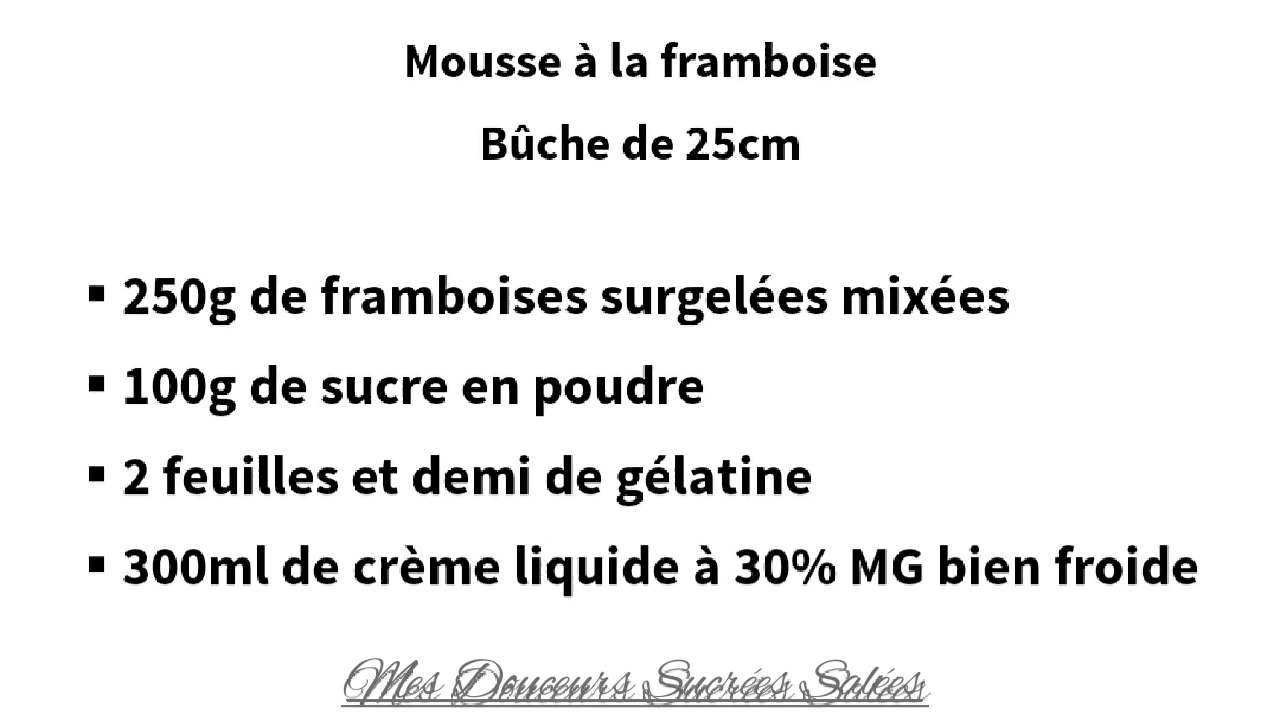 Mousse à la framboise
Bûche de 25cm
▪ 250g de framboises surgelées mixées
▪ 100g de sucre en poudre
▪ 2 feuilles et demi de gélatine
▪ 300ml de crème liquide à 30% MG bien froide
Mes Douceurs Sucrées Salées